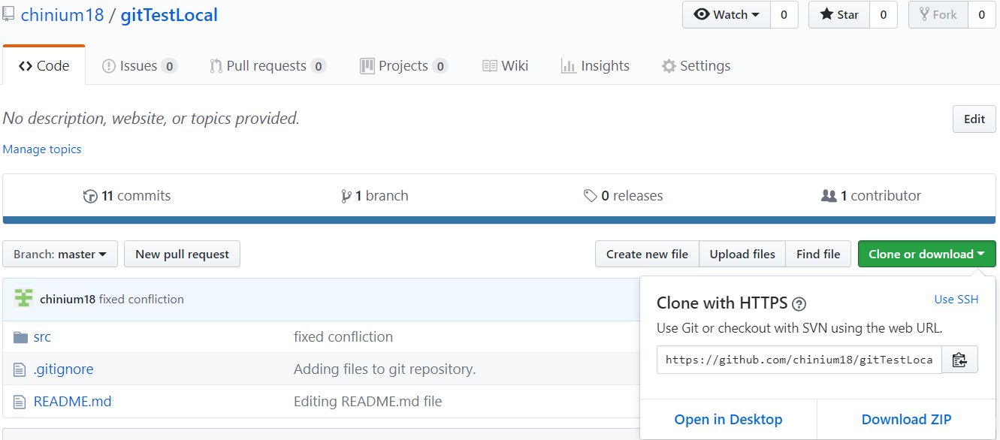 chinium18 / gitTestLocal Watch 0 Star 0 Fork 0
Code Issues 0 Pull requests 0 Projects 0 Wiki Insights Settings
No description, website, or topics provided. Edit
Manage topics
11 commits 1 branch 0 releases 1 contributor
Branch: master New pull request Create new file Upload files Find file Clone or download
chinium18 fixed confliction
src fixed confliction
.gitignore Adding files to git repository.
README.md Editing README.md file
Clone with HTTPS ? Use SSH
Use Git or checkout with SVN using the web URL.
https://github.com/chinium18/gitTestLoca
Open in Desktop Download ZIP